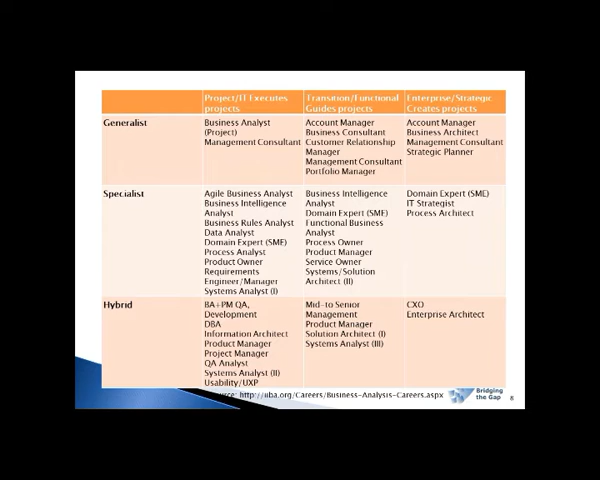 Project/IT Executes projects
Transition/Functional Guides projects
Enterprise/Strategic Creates projects
Generalist
Business Analyst
(Project)
Management Consultant
Account Manager
Business Consultant
Customer Relationship
Manager
Management Consultant
Portfolio Manager
Account Manager
Business Architect
Management Consultant
Strategic Planner
Specialist
Agile Business Analyst
Business Intelligence
Analyst
Business Rules Analyst
Data Analyst
Domain Expert (SME)
Process Analyst
Product Owner
Requirements
Engineer/Manager
Systems Analyst (I)
Business Intelligence
Analyst
Domain Expert (SME)
Functional Business
Analyst
Process Owner
Product Manager
Service Owner
Systems/Solution
Architect (II)
Domain Expert (SME)
IT Strategist
Process Architect
Hybrid
BA+PM QA,
Development
DBA
Information Architect
Product Manager
Project Manager
QA Analyst
Systems Analyst (II)
Usability/UXP
Mid-to Senior
Management
Product Manager
Solution Architect (I)
Systems Analyst (III)
CXO
Enterprise Architect
ource: http://iiba.org/Careers/Business-Analysis-Careers.aspx
Bridging
the Gap